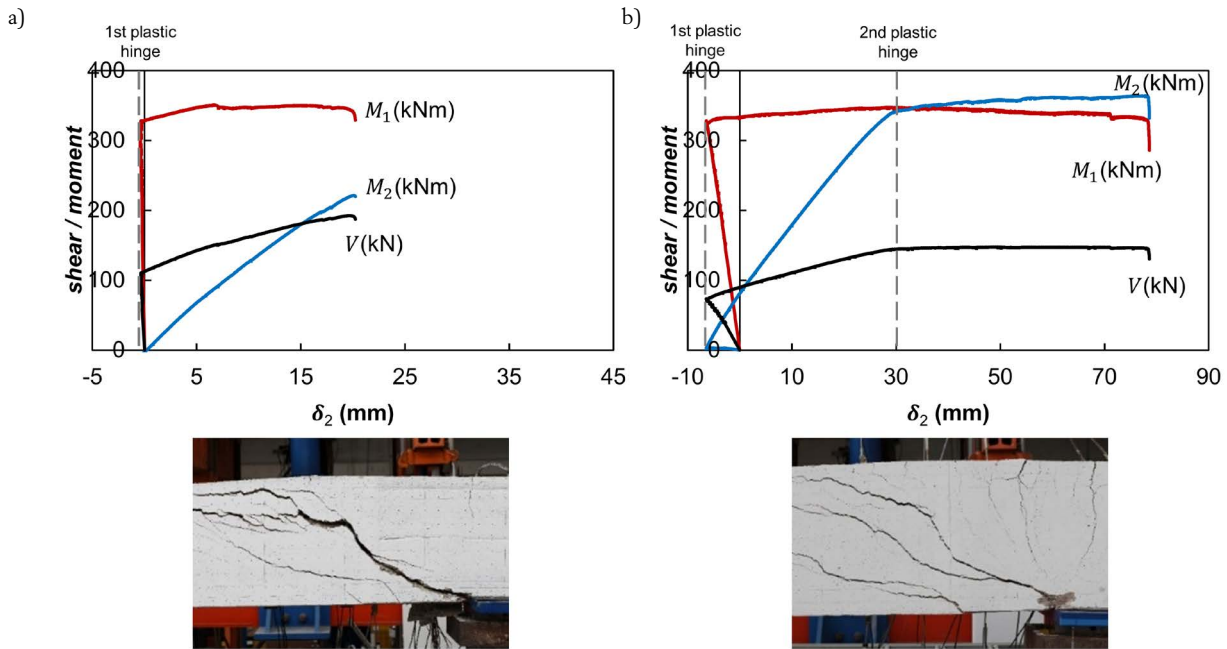 a)
1st plastic
hinge
400
300
200
100
0
shear / moment
M₁(kNm)
M₂(kNm)
V(kN)
-5
5
15
25
35
45
δ₂ (mm)
b)
1st plastic
hinge
2nd plastic
hinge
400
300
200
100
0
shear / moment
M₂(kNm)
M₁(kNm)
V(kN)
-10
10
30
50
70
90
δ₂ (mm)